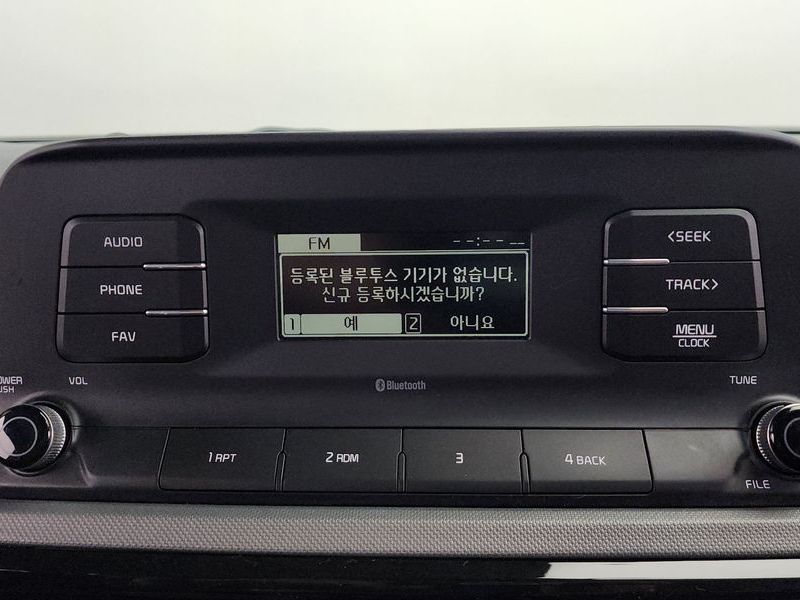 AUDIO
PHONE
FAV
FM --:-- --
등록된 블루투스 기기가 없습니다.
신규 등록하시겠습니까?
1 예 2 아니요
<SEEK
TRACK>
MENU
CLOCK
VOL
Bluetooth
TUNE
1 RPT
2 RDM
3
4 BACK
FILE